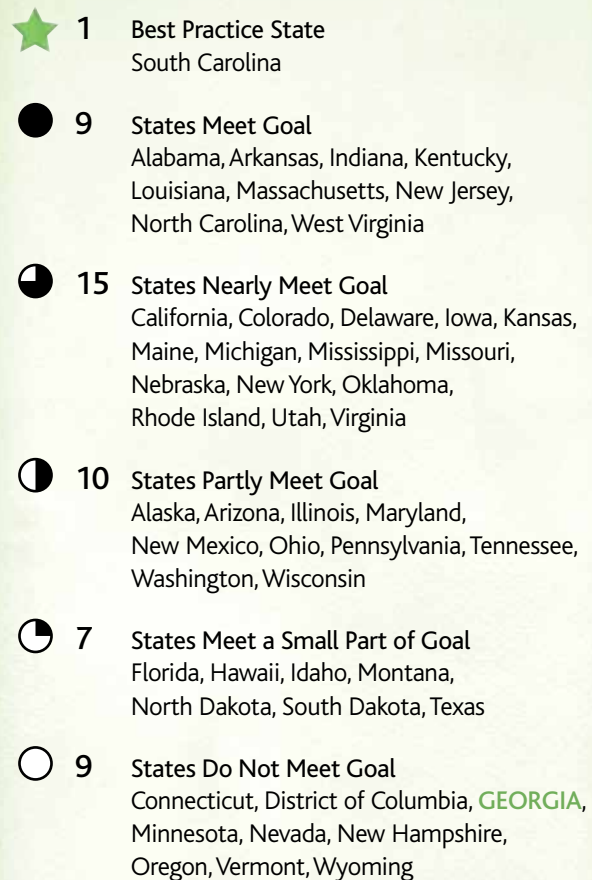 1 Best Practice State
South Carolina
9 States Meet Goal
Alabama, Arkansas, Indiana, Kentucky,
Louisiana, Massachusetts, New Jersey,
North Carolina, West Virginia
15 States Nearly Meet Goal
California, Colorado, Delaware, Iowa, Kansas,
Maine, Michigan, Mississippi, Missouri,
Nebraska, New York, Oklahoma,
Rhode Island, Utah, Virginia
10 States Partly Meet Goal
Alaska, Arizona, Illinois, Maryland,
New Mexico, Ohio, Pennsylvania, Tennessee,
Washington, Wisconsin
7 States Meet a Small Part of Goal
Florida, Hawaii, Idaho, Montana,
North Dakota, South Dakota, Texas
9 States Do Not Meet Goal
Connecticut, District of Columbia, GEORGIA,
Minnesota, Nevada, New Hampshire,
Oregon, Vermont, Wyoming